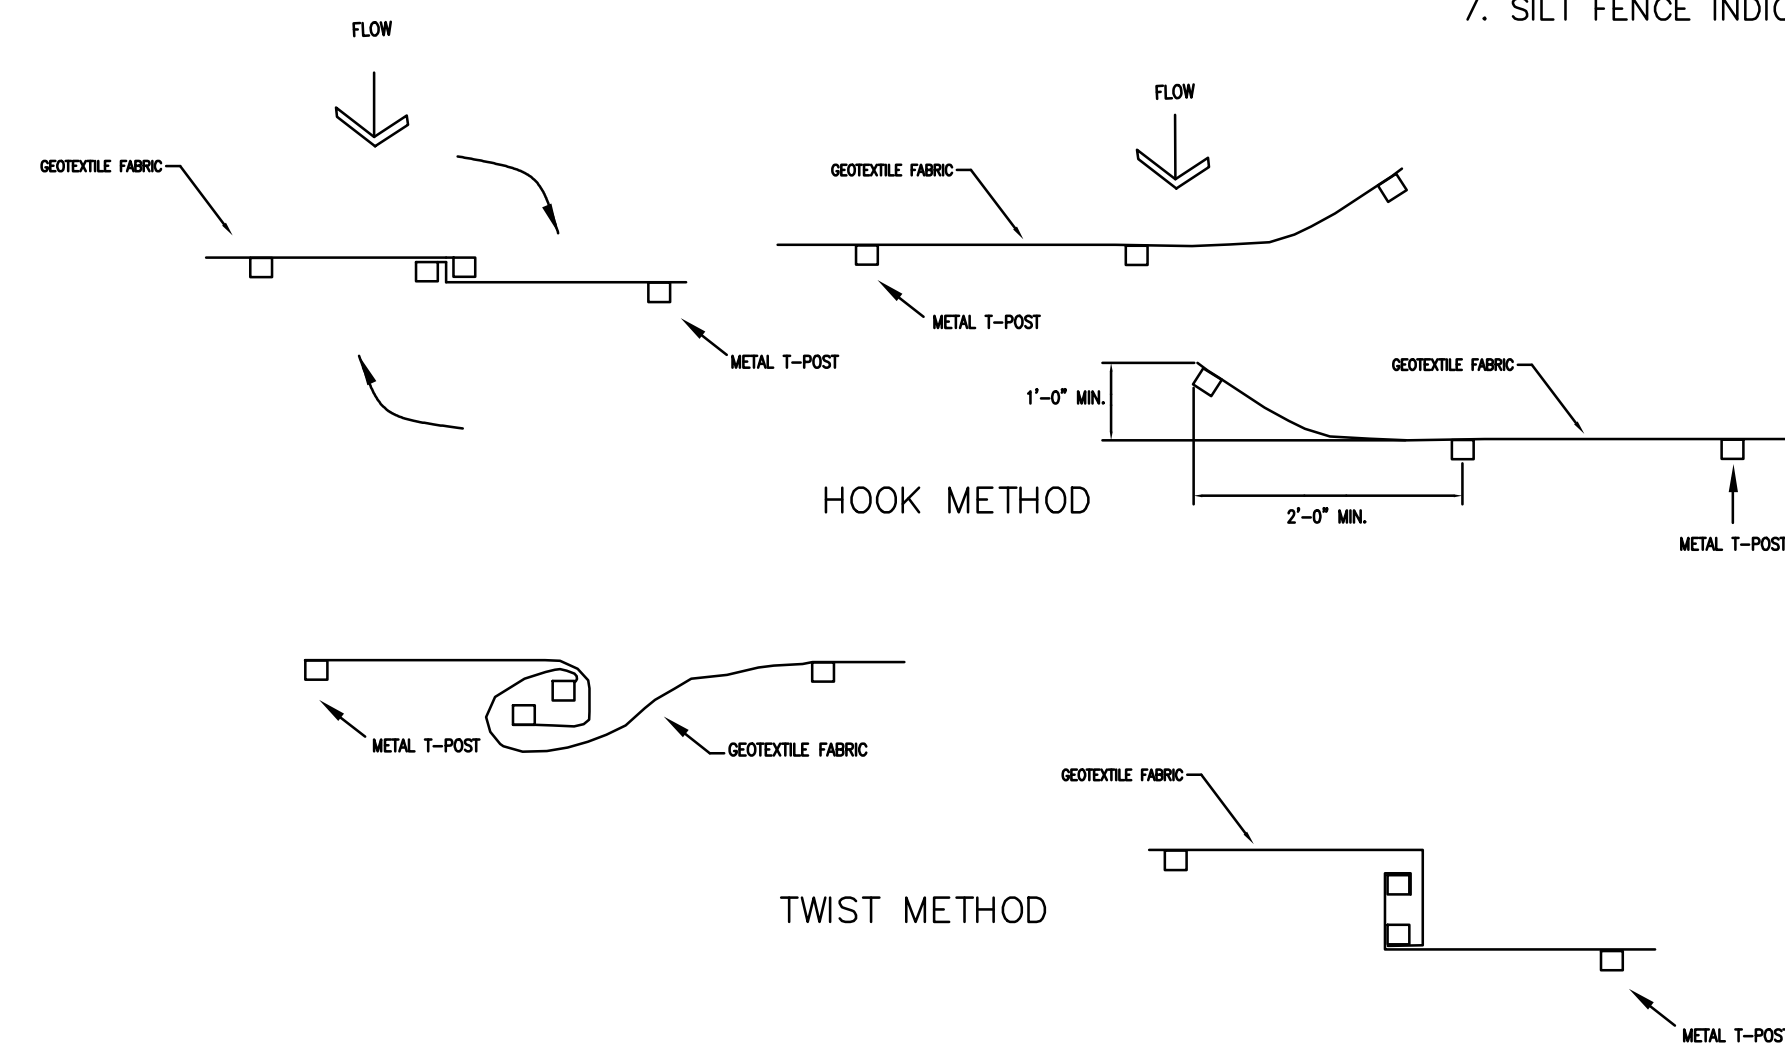 7. SILT FENCE
FLOW
FLOW
GEOTEXTILE FABRIC
GEOTEXTILE FABRIC
METAL T-POST
METAL T-POST
GEOTEXTILE FABRIC
1'-0" MIN.
HOOK METHOD
2'-0" MIN.
METAL T-POST
METAL T-POST
GEOTEXTILE FABRIC
GEOTEXTILE FABRIC
TWIST METHOD
METAL T-POST